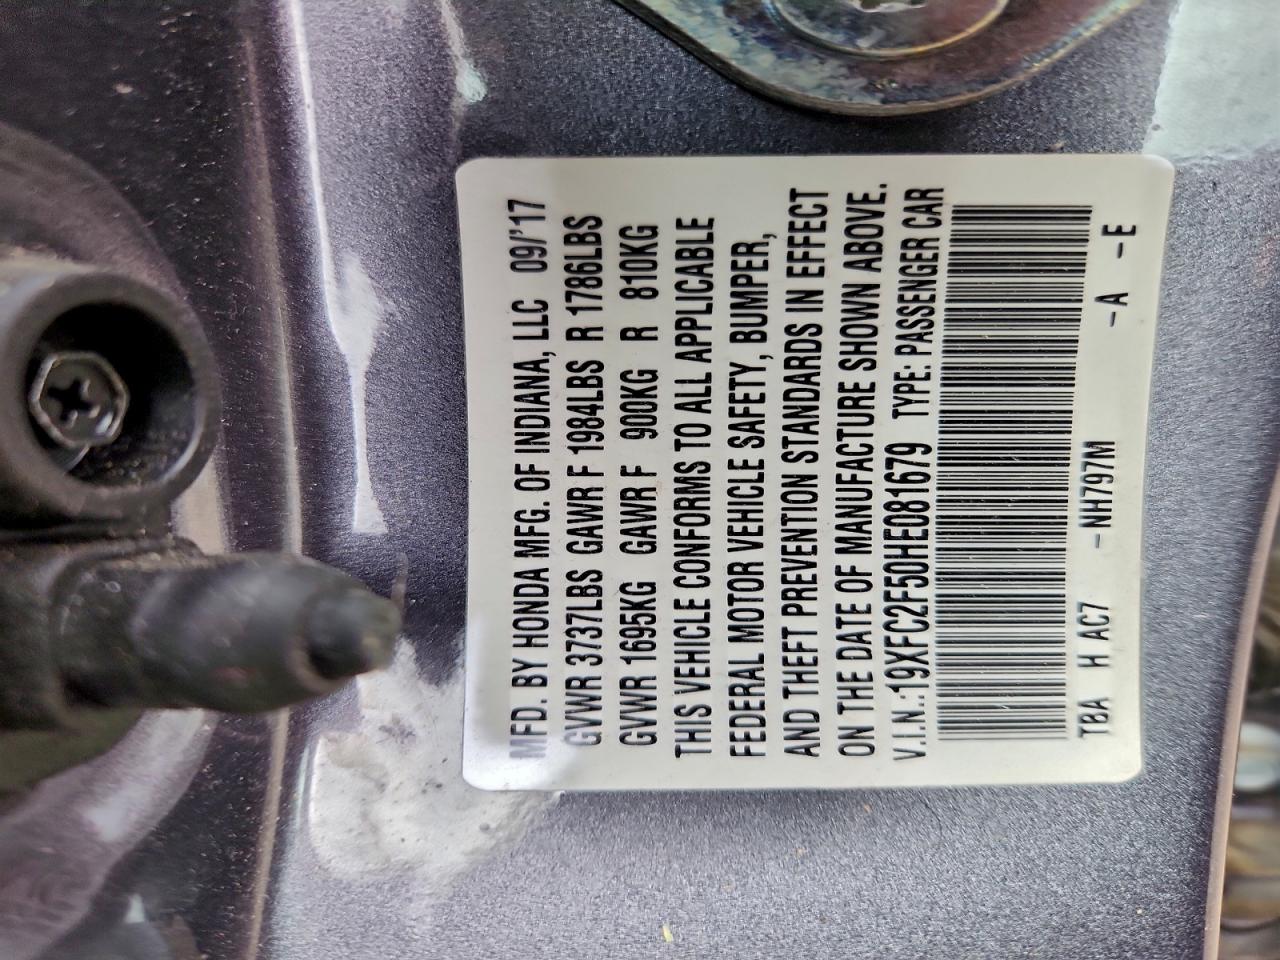 MFD. BY HONDA MFG. OF INDIANA, LLC 09/'17
GVWR 3737LBS GAWR F 1984LBS R 1786LBS
GVWR 1695KG GAWR F 900KG R 810KG
THIS VEHICLE CONFORMS TO ALL APPLICABLE
FEDERAL MOTOR VEHICLE SAFETY, BUMPER,
AND THEFT PREVENTION STANDARDS IN EFFECT
ON THE DATE OF MANUFACTURE SHOWN ABOVE.
V.I.N.:19XFC2F50HE081679 TYPE: PASSENGER CAR
TBA H AC7 -NH797M -A -E